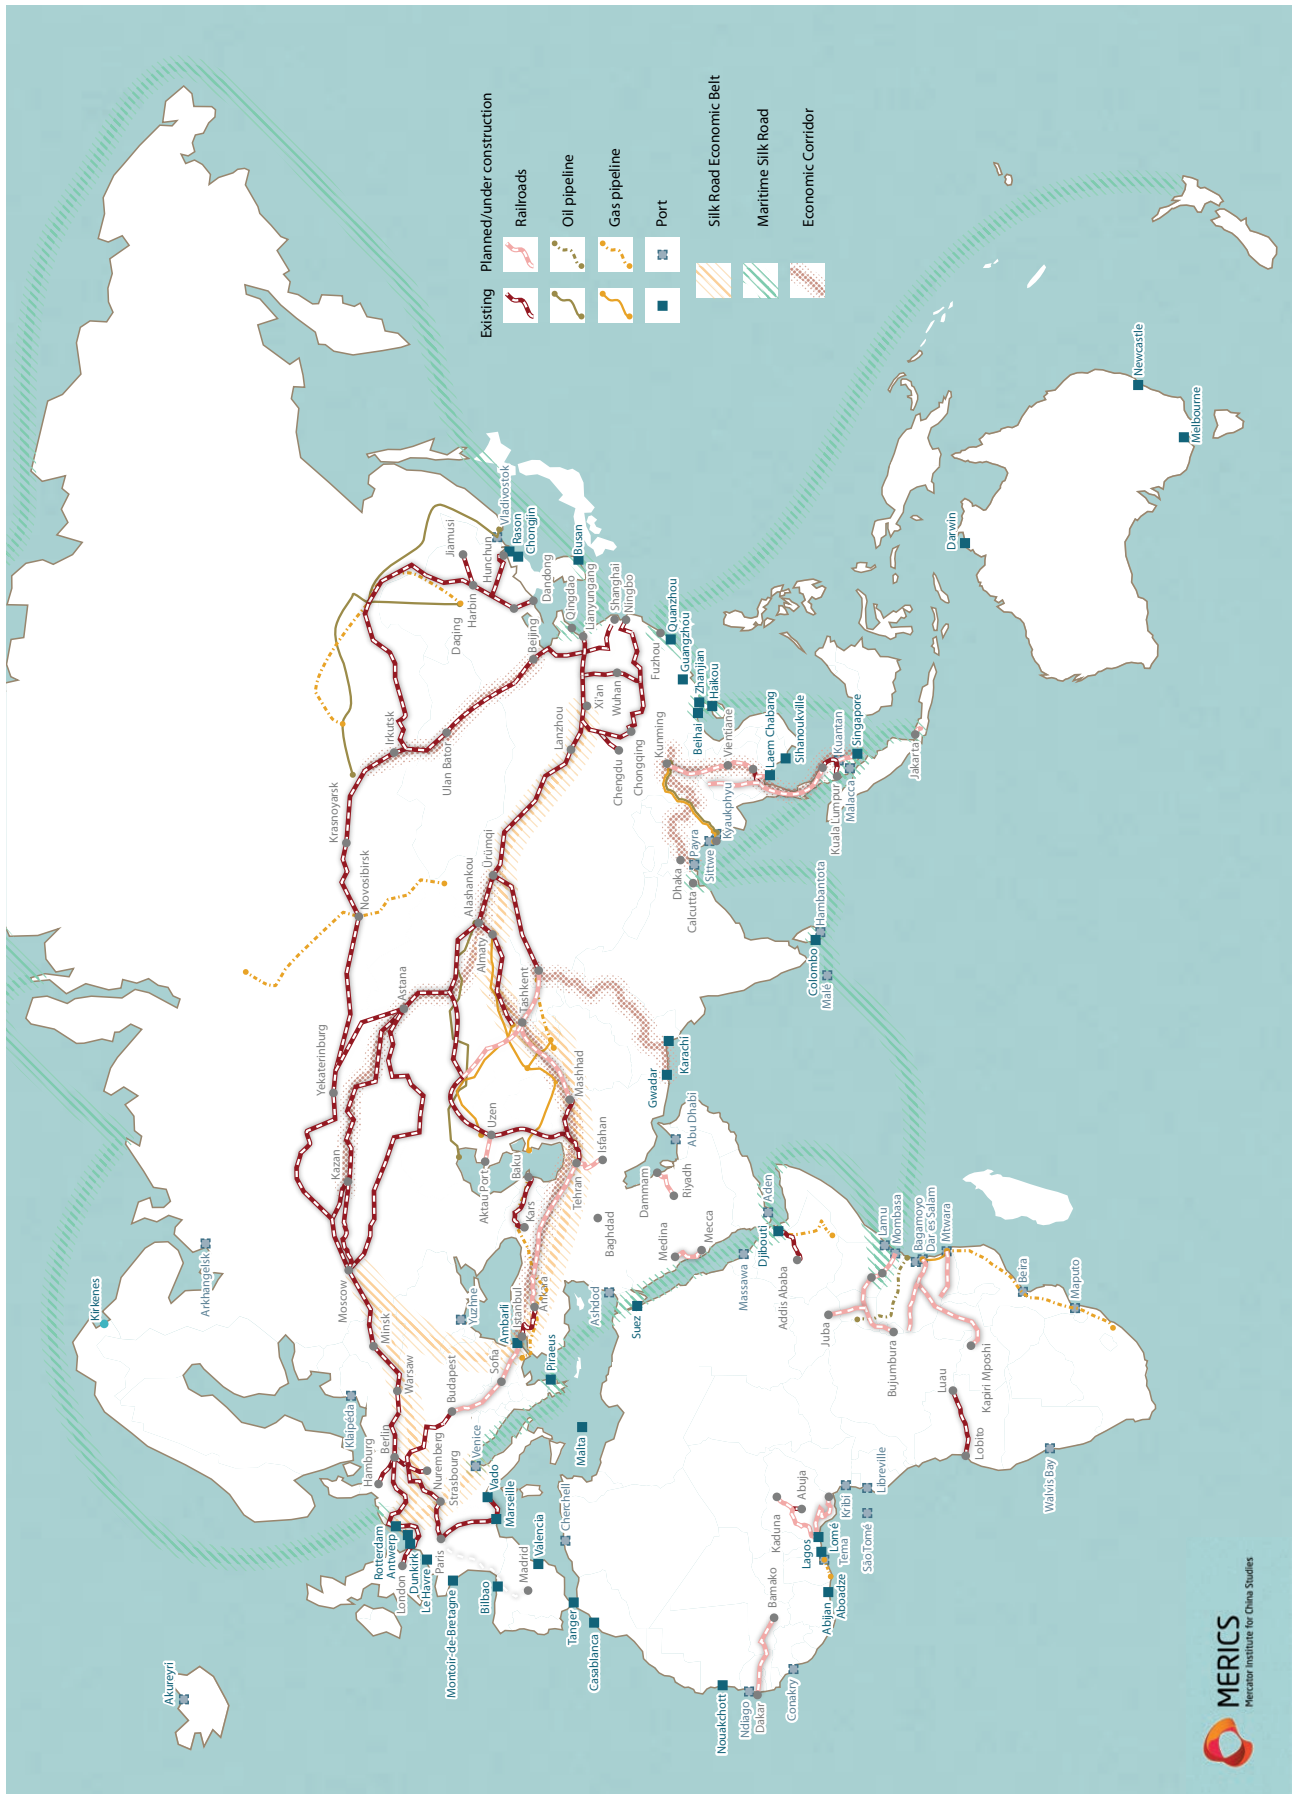 Existing
Planned/under construction
Railroads
Oil pipeline
Gas pipeline
Port
Silk Road Economic Belt
Maritime Silk Road
Economic Corridor
Akureyri
Kirkenes
Arkhangelsk
Klaipėda
Hamburg
Berlin
Warsaw
Minsk
Moscow
Kazan
Yekaterinburg
Astana
Novosibirsk
Krasnoyarsk
Irkutsk
Ulan Bator
Rotterdam
Antwerp
London
Dunkirk
Le Havre
Paris
Montoir-de-Bretagne
Bilbao
Madrid
Valencia
Nuremberg
Strasbourg
Vado
Marseille
Venice
Budapest
Sofia
Ambarli
Istanbul
Ankara
Yuzhne
Piraeus
Malta
Cherchell
Tanger
Casablanca
Kars
Baku
Aktau Port
Uzen
Tehran
Isfahan
Mashhad
Tashkent
Almaty
Alashankou
Ürümqi
Lanzhou
Xi'an
Wuhan
Chengdu
Chongqing
Beijing
Daqing
Harbin
Jiamusi
Hunchun
Vladivostok
Rason
Chongjin
Dandong
Qingdao
Lianyungang
Busan
Shanghai
Ningbo
Fuzhou
Quanzhou
Guangzhou
Zhanjian
Haikou
Beihai
Kunming
Vientiane
Laem Chabang
Sihanoukville
Kuantan
Singapore
Kuala Lumpur
Malacca
Jakarta
Kyaukphyu
Sittwe
Payra
Dhaka
Calcutta
Hambantota
Colombo
Malé
Karachi
Gwadar
Abu Dhabi
Dammam
Riyadh
Baghdad
Medina
Mecca
Ashdod
Suez
Massawa
Aden
Djibouti
Addis Ababa
Juba
Lamu
Mombasa
Bagamoyo
Dar es Salam
Mtwara
Bujumbura
Kapiri Mposhi
Luau
Lobito
Beira
Maputo
Walvis Bay
Libreville
São Tomé
Kribi
Abuja
Kaduna
Lagos
Lomé
Tema
Abijan
Aboadze
Bamako
Conakry
Dakar
Ndiago
Nouakchott
Darwin
Newcastle
Melbourne
MERICS
Mercator Institute for China Studies